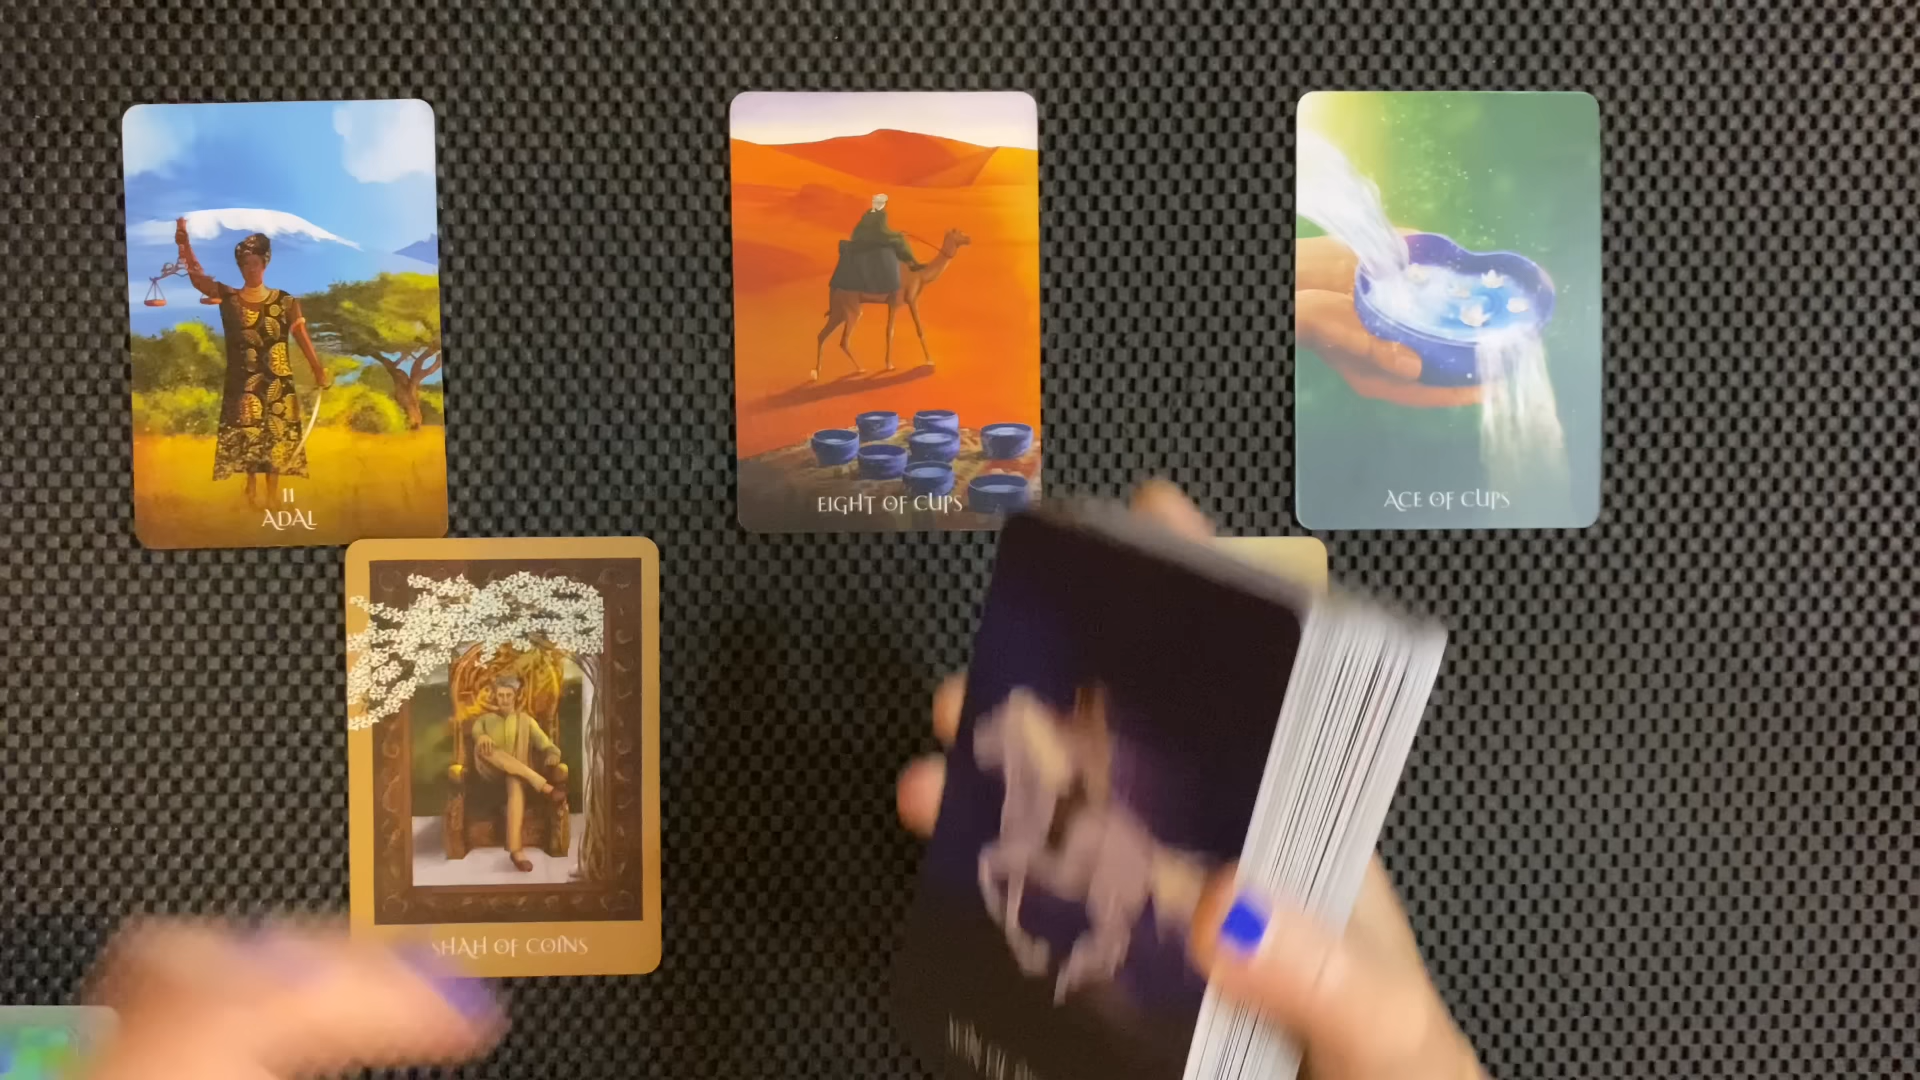 11
ADAL
EIGHT OF CUPS
ACE OF CUPS
SHAH OF COINS